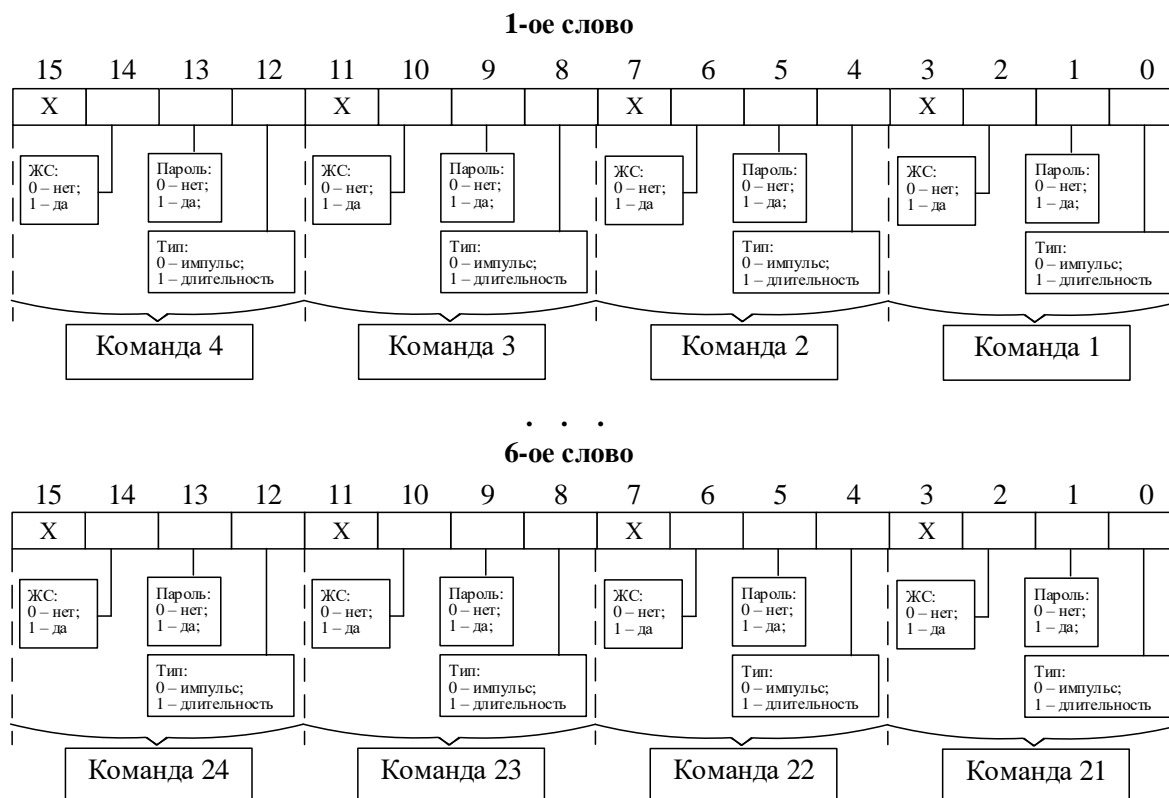 1-ое слово
15 14 13 12 11 10 9 8 7 6 5 4 3 2 1 0
X X X X
ЖС:
0 – нет;
1 – да
Пароль:
0 – нет;
1 – да;
Тип:
0 – импульс;
1 – длительность
ЖС:
0 – нет;
1 – да
Пароль:
0 – нет;
1 – да;
Тип:
0 – импульс;
1 – длительность
ЖС:
0 – нет;
1 – да
Пароль:
0 – нет;
1 – да;
Тип:
0 – импульс;
1 – длительность
ЖС:
0 – нет;
1 – да
Пароль:
0 – нет;
1 – да;
Тип:
0 – импульс;
1 – длительность
Команда 4 Команда 3 Команда 2 Команда 1
. . .
6-ое слово
15 14 13 12 11 10 9 8 7 6 5 4 3 2 1 0
X X X X
ЖС:
0 – нет;
1 – да
Пароль:
0 – нет;
1 – да;
Тип:
0 – импульс;
1 – длительность
ЖС:
0 – нет;
1 – да
Пароль:
0 – нет;
1 – да;
Тип:
0 – импульс;
1 – длительность
ЖС:
0 – нет;
1 – да
Пароль:
0 – нет;
1 – да;
Тип:
0 – импульс;
1 – длительность
ЖС:
0 – нет;
1 – да
Пароль:
0 – нет;
1 – да;
Тип:
0 – импульс;
1 – длительность
Команда 24 Команда 23 Команда 22 Команда 21